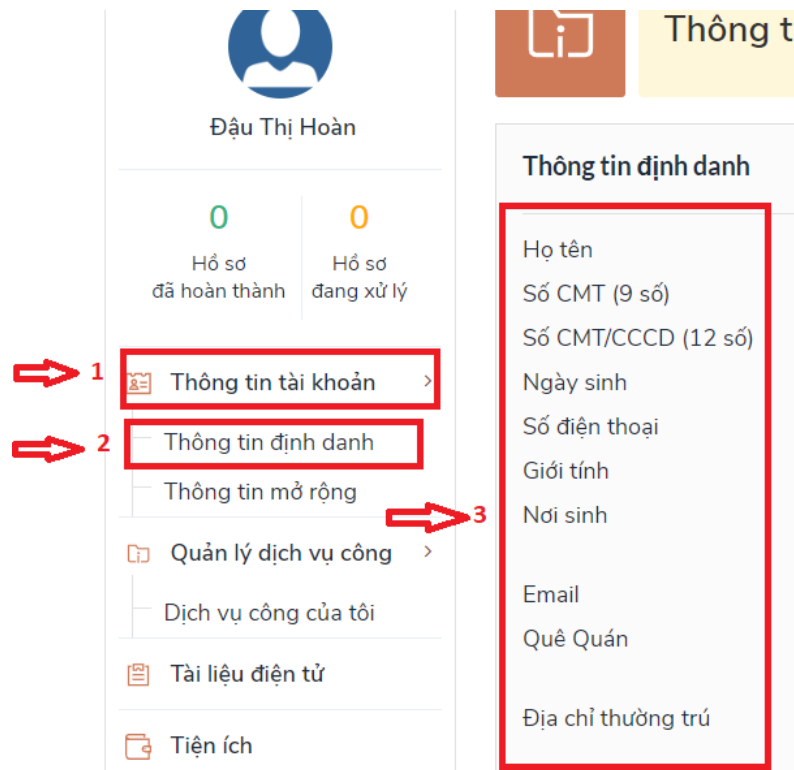 Đậu Thị Hoàn
0
Hồ sơ
đã hoàn thành
0
Hồ sơ
đang xử lý
1
Thông tin tài khoản
2
Thông tin định danh
Thông tin mở rộng
Quản lý dịch vụ công
Dịch vụ công của tôi
Tài liệu điện tử
Tiện ích
Thông t
Thông tin định danh
3
Họ tên
Số CMT (9 số)
Số CMT/CCCD (12 số)
Ngày sinh
Số điện thoại
Giới tính
Nơi sinh
Email
Quê Quán
Địa chỉ thường trú